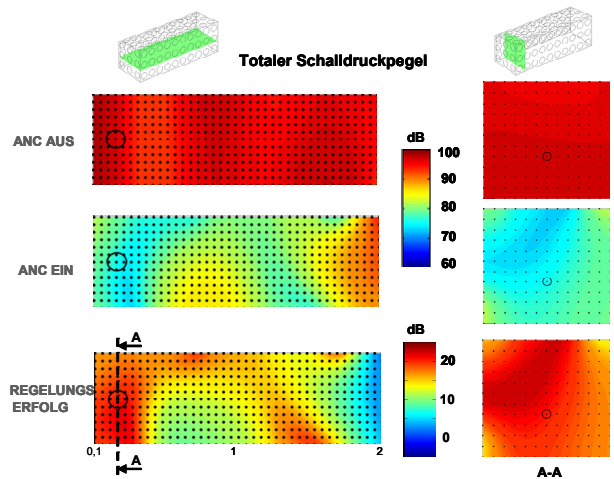 Totaler Schalldruckpegel
ANC AUS
dB
100
90
80
70
60
ANC EIN
dB
20
10
0
A
REGELUNGS
ERFOLG
A
0,1
1
2
A-A